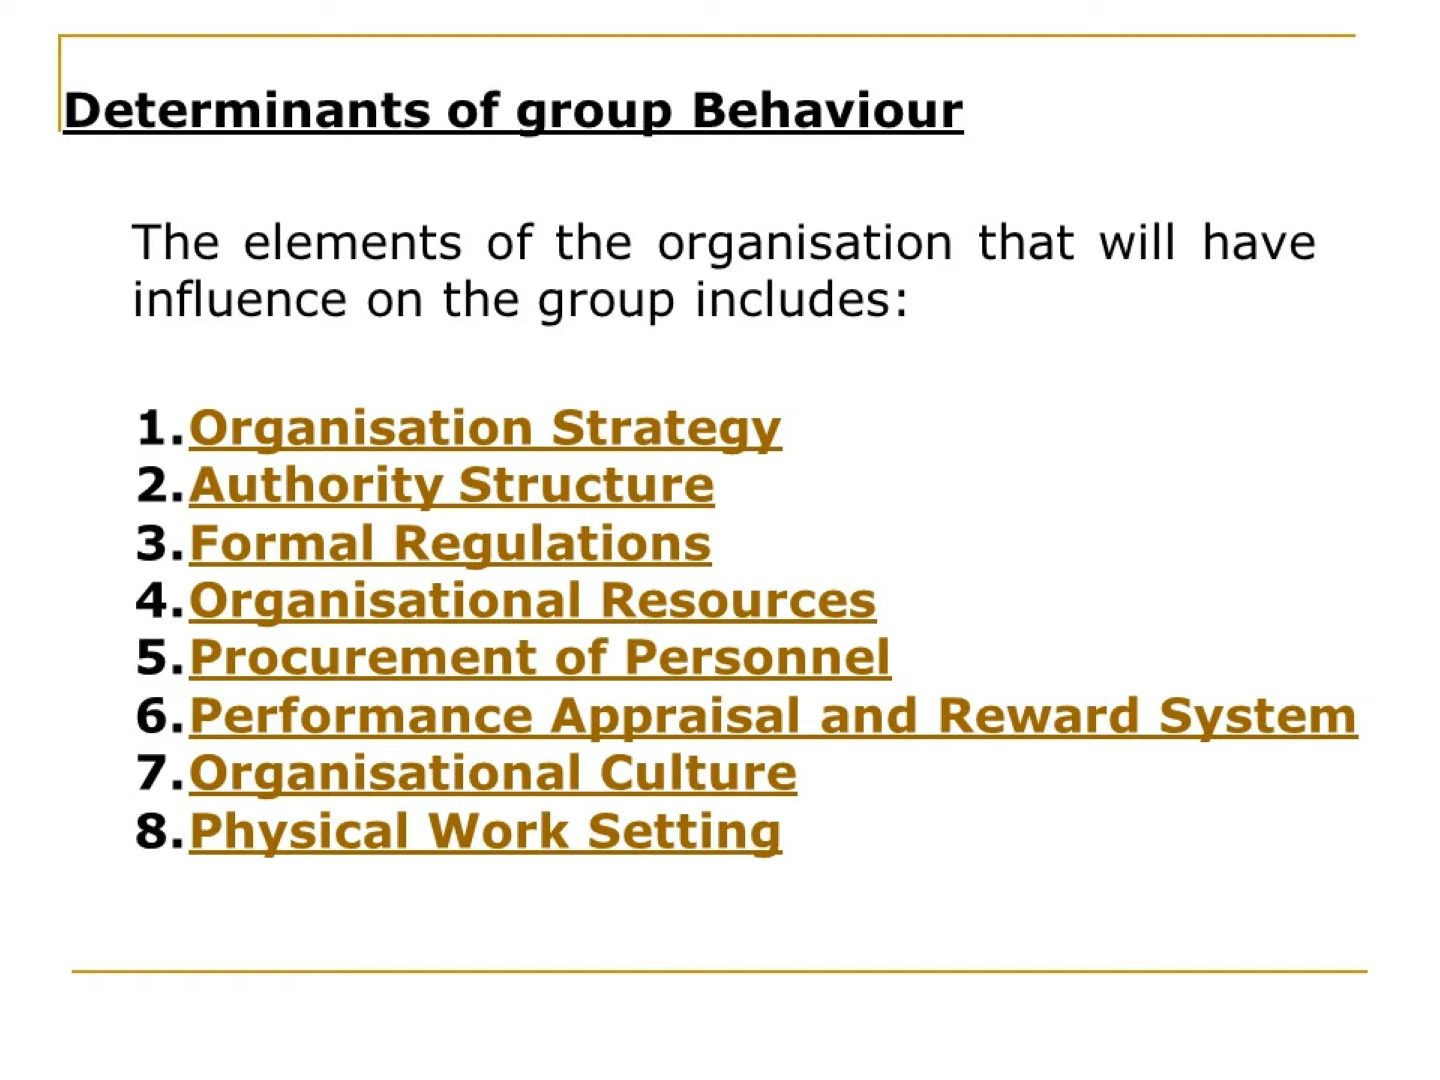 Determinants of group Behaviour
The elements of the organisation that will have
influence on the group includes:
1.Organisation Strategy
2.Authority Structure
3.Formal Regulations
4.Organisational Resources
5.Procurement of Personnel
6.Performance Appraisal and Reward System
7.Organisational Culture
8.Physical Work Setting